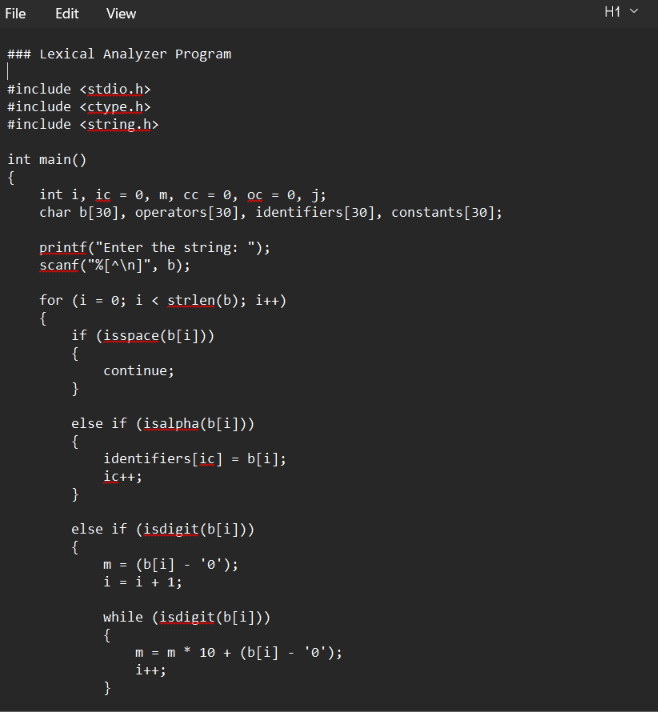 File Edit View H1
### Lexical Analyzer Program
#include <stdio.h>
#include <ctype.h>
#include <string.h>
int main()
{
    int i, ic = 0, m, cc = 0, oc = 0, j;
    char b[30], operators[30], identifiers[30], constants[30];
    printf("Enter the string: ");
    scanf("%[^\n]", b);
    for (i = 0; i < strlen(b); i++)
    {
        if (isspace(b[i]))
        {
            continue;
        }
        else if (isalpha(b[i]))
        {
            identifiers[ic] = b[i];
            ic++;
        }
        else if (isdigit(b[i]))
        {
            m = (b[i] - '0');
            i = i + 1;
            while (isdigit(b[i]))
            {
                m = m * 10 + (b[i] - '0');
                i++;
            }